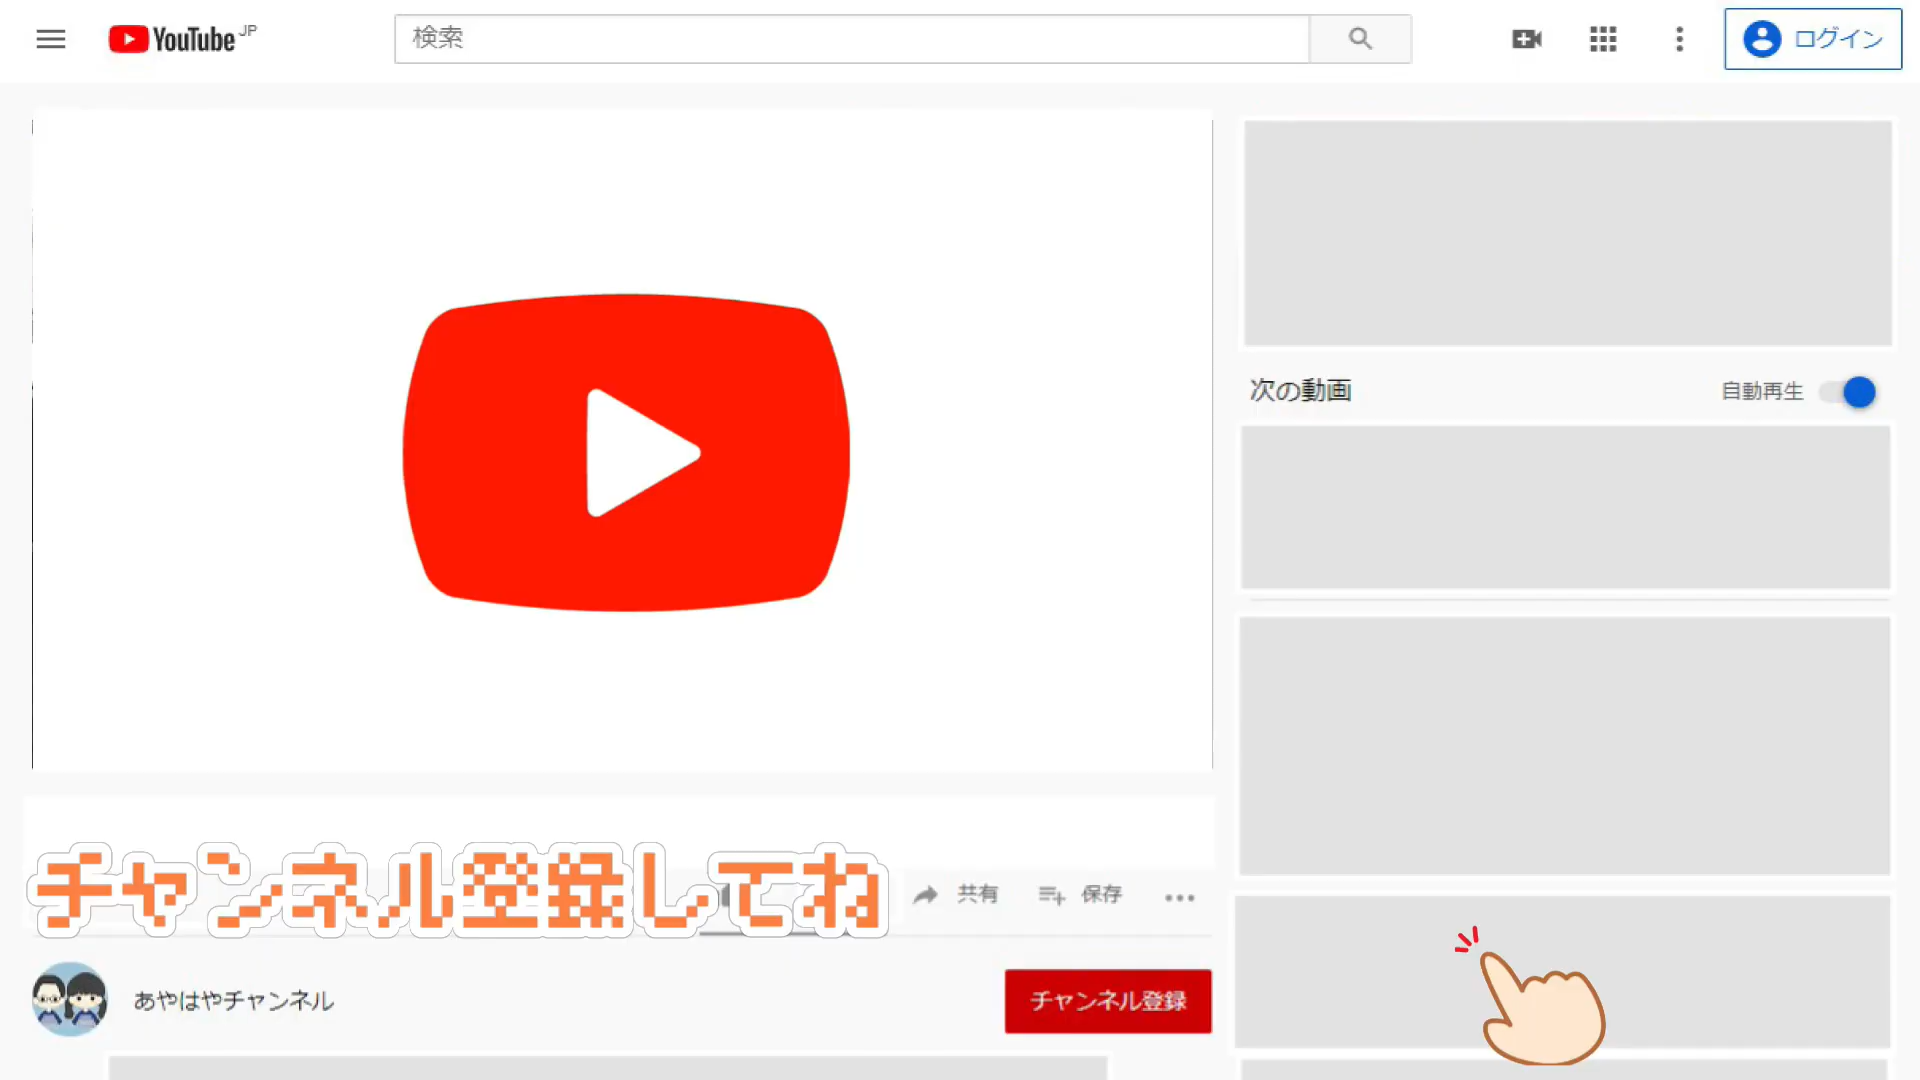 YouTube JP
検索
ログイン
次の動画
自動再生
チャンネル登録してね
共有
保存
あやはやチャンネル
チャンネル登録